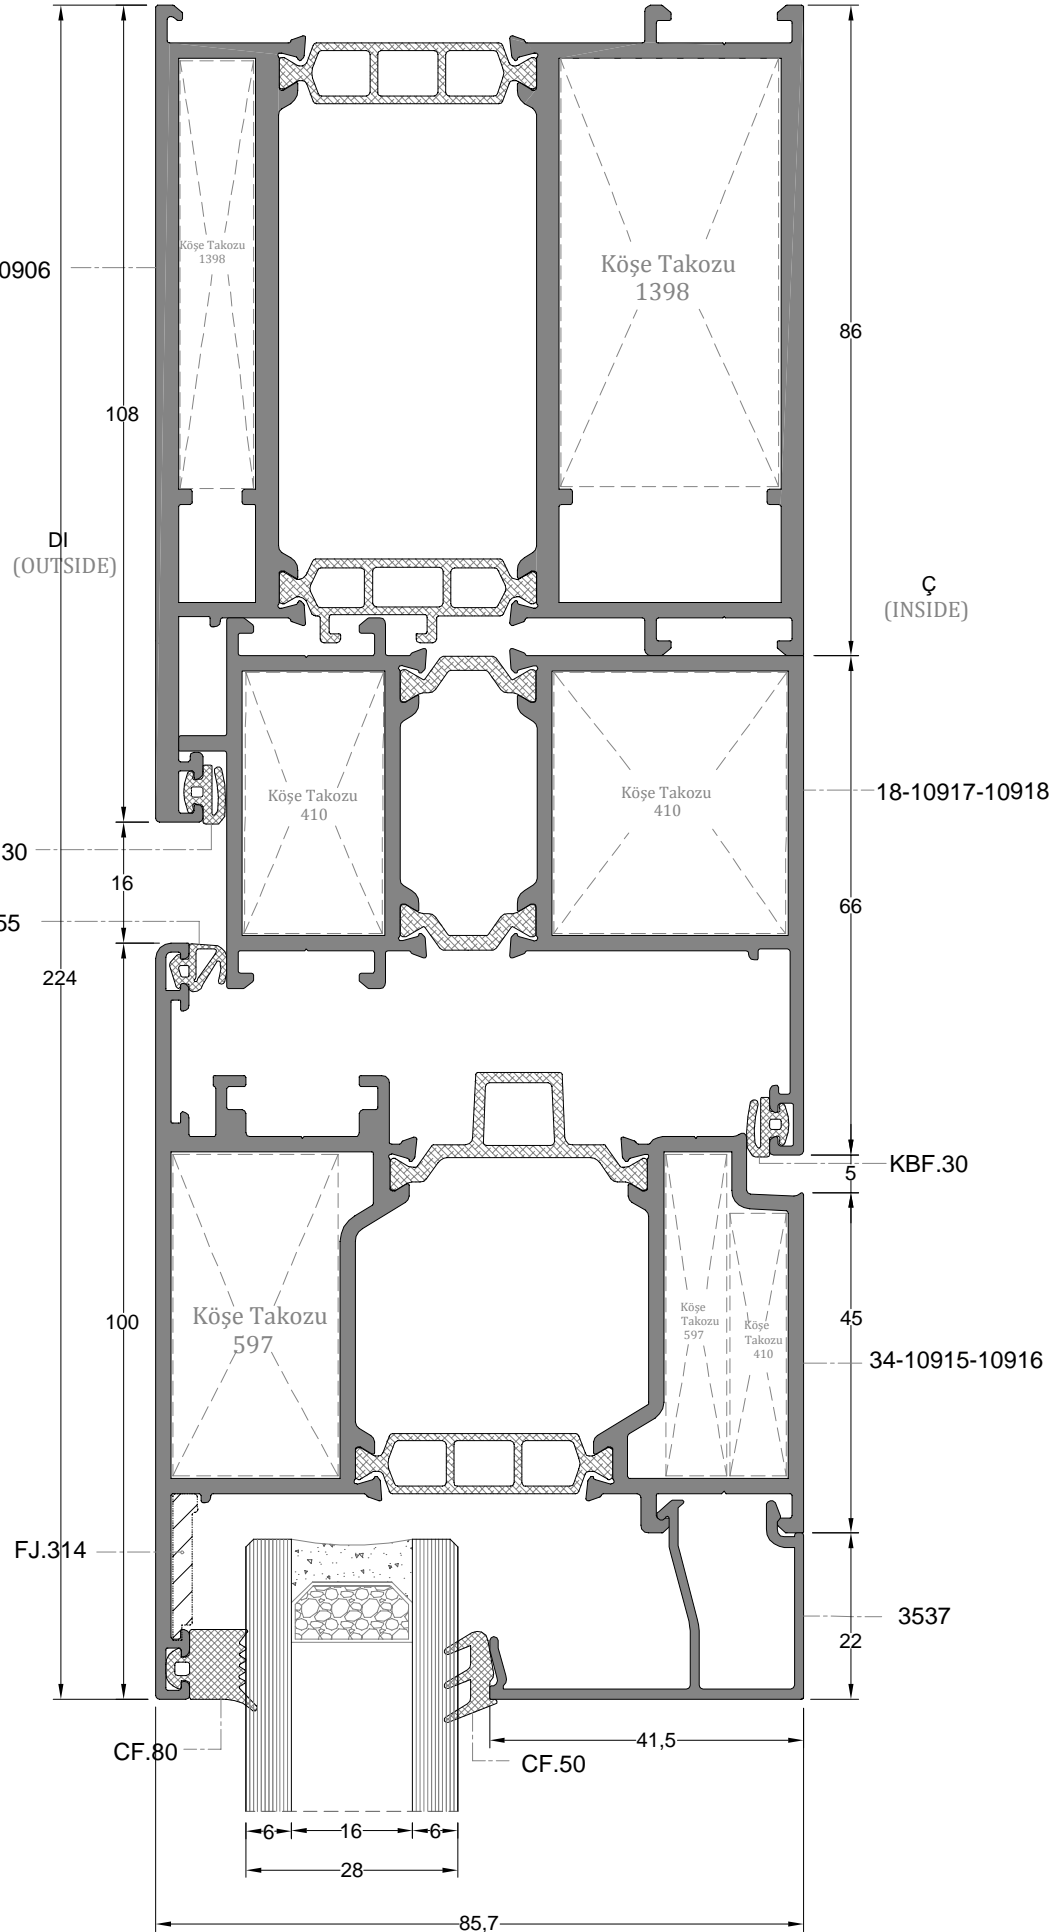 Köşe Takozu
1398
Köşe Takozu
1398
0906
86
108
DI
(OUTSIDE)
Ç
(INSIDE)
Köşe Takozu
410
Köşe Takozu
410
18-10917-10918
30
16
66
55
224
KBF.30
5
100
Köşe Takozu
597
Köşe
Takozu
597
Köşe
Takozu
410
45
34-10915-10916
FJ.314
3537
22
CF.80
41,5
CF.50
6
16
6
28
85,7